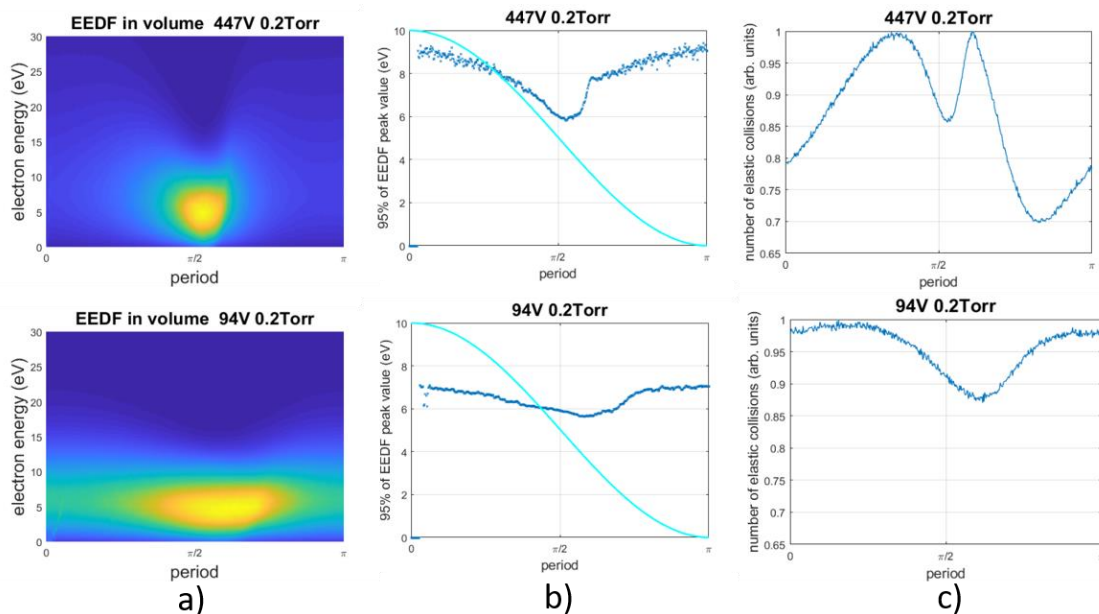 EEDF in volume 447V 0.2Torr
electron energy (eV)
30
25
20
15
10
5
0
0
π/2
π
period
447V 0.2Torr
95% of EEDF peak value (eV)
10
8
6
4
2
0
0
π/2
π
period
447V 0.2Torr
number of elastic collisions (arb. units)
1
0.95
0.9
0.85
0.8
0.75
0.7
0.65
0
π/2
π
period
EEDF in volume 94V 0.2Torr
electron energy (eV)
30
25
20
15
10
5
0
0
π/2
π
period
94V 0.2Torr
95% of EEDF peak value (eV)
10
8
6
4
2
0
0
π/2
π
period
94V 0.2Torr
number of elastic collisions (arb. units)
1
0.95
0.9
0.85
0.8
0.75
0.7
0.65
0
π/2
period
a)
b)
c)